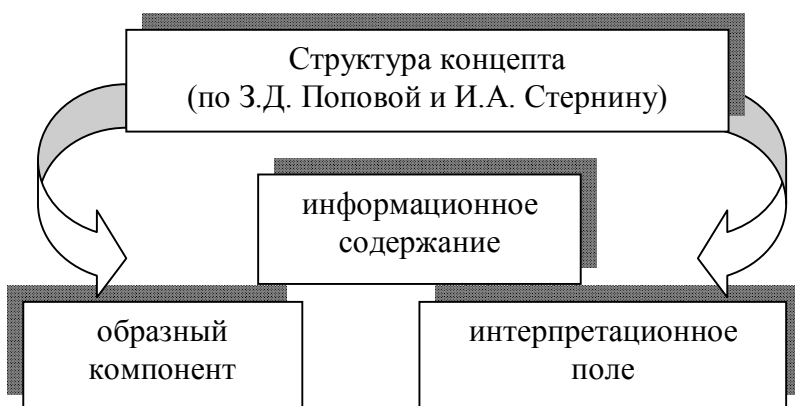 Структура концепта
(по З.Д. Поповой и И.А. Стернину)
информационное
содержание
образный
компонент
интерпретационное
поле